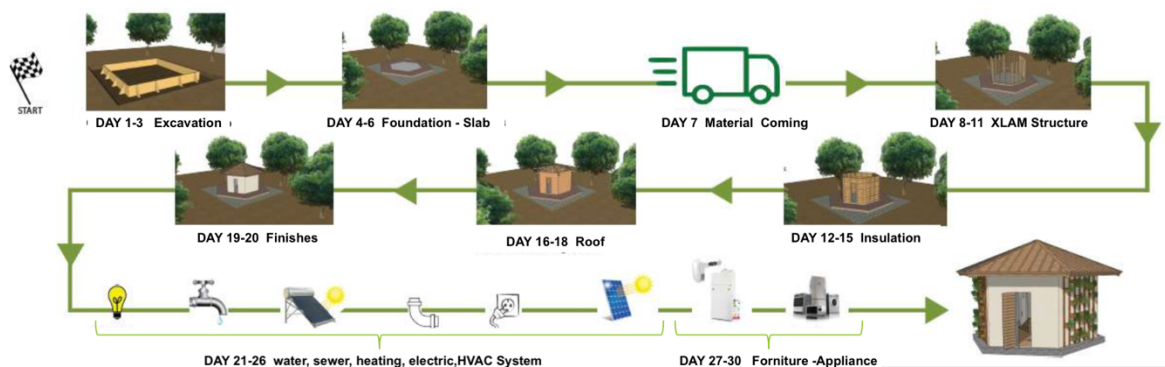 START
DAY 1-3 Excavation
DAY 4-6 Foundation - Slab
DAY 7 Material Coming
DAY 8-11 XLAM Structure
DAY 19-20 Finishes
DAY 16-18 Roof
DAY 12-15 Insulation
DAY 21-26 water, sewer, heating, electric,HVAC System
DAY 27-30 Forniture -Appliance